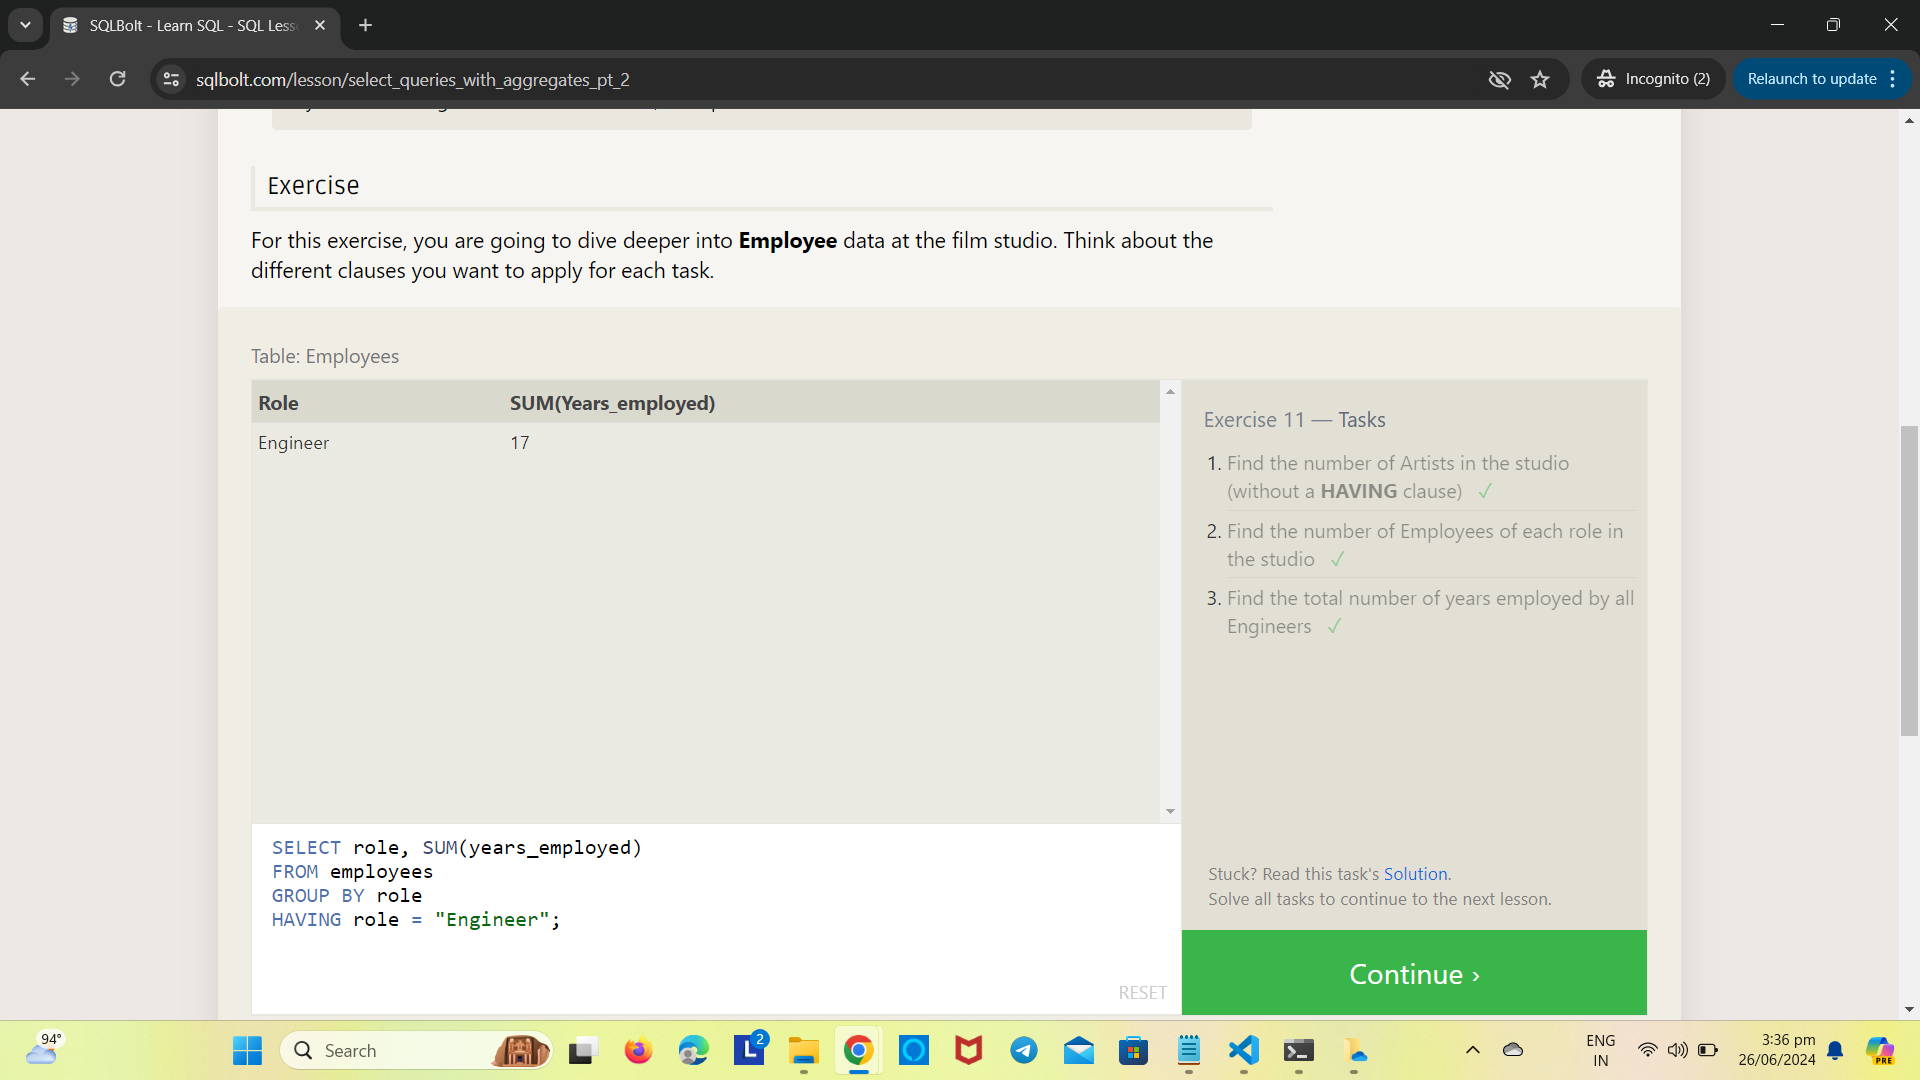 SQLBolt - Learn SQL - SQL Less
sqlbolt.com/lesson/select_queries_with_aggregates_pt_2
Incognito (2)
Relaunch to update
Exercise
For this exercise, you are going to dive deeper into Employee data at the film studio. Think about the
different clauses you want to apply for each task.
Table: Employees
Role SUM(Years_employed)
Engineer 17
Exercise 11 — Tasks
1. Find the number of Artists in the studio
(without a HAVING clause) ✓
2. Find the number of Employees of each role in
the studio ✓
3. Find the total number of years employed by all
Engineers ✓
SELECT role, SUM(years_employed)
FROM employees
GROUP BY role
HAVING role = "Engineer";
RESET
Stuck? Read this task's Solution.
Solve all tasks to continue to the next lesson.
Continue ›
94°
Search
L 2
ENG
IN
3:36 pm
26/06/2024
PRE